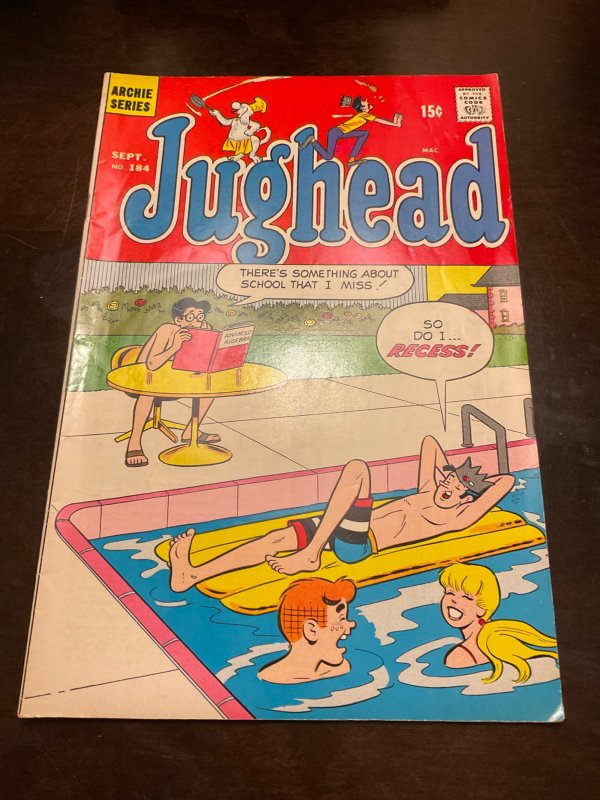 ARCHIE
SERIES
15¢
APPROVED
BY THE
COMICS
CODE
AUTHORITY
MAC
SEPT.
NO. 184
Jughead
THERE'S SOMETHING ABOUT
SCHOOL THAT I MISS!
ADVANCED
ALGEBRA
SO
DO I...
RECESS!